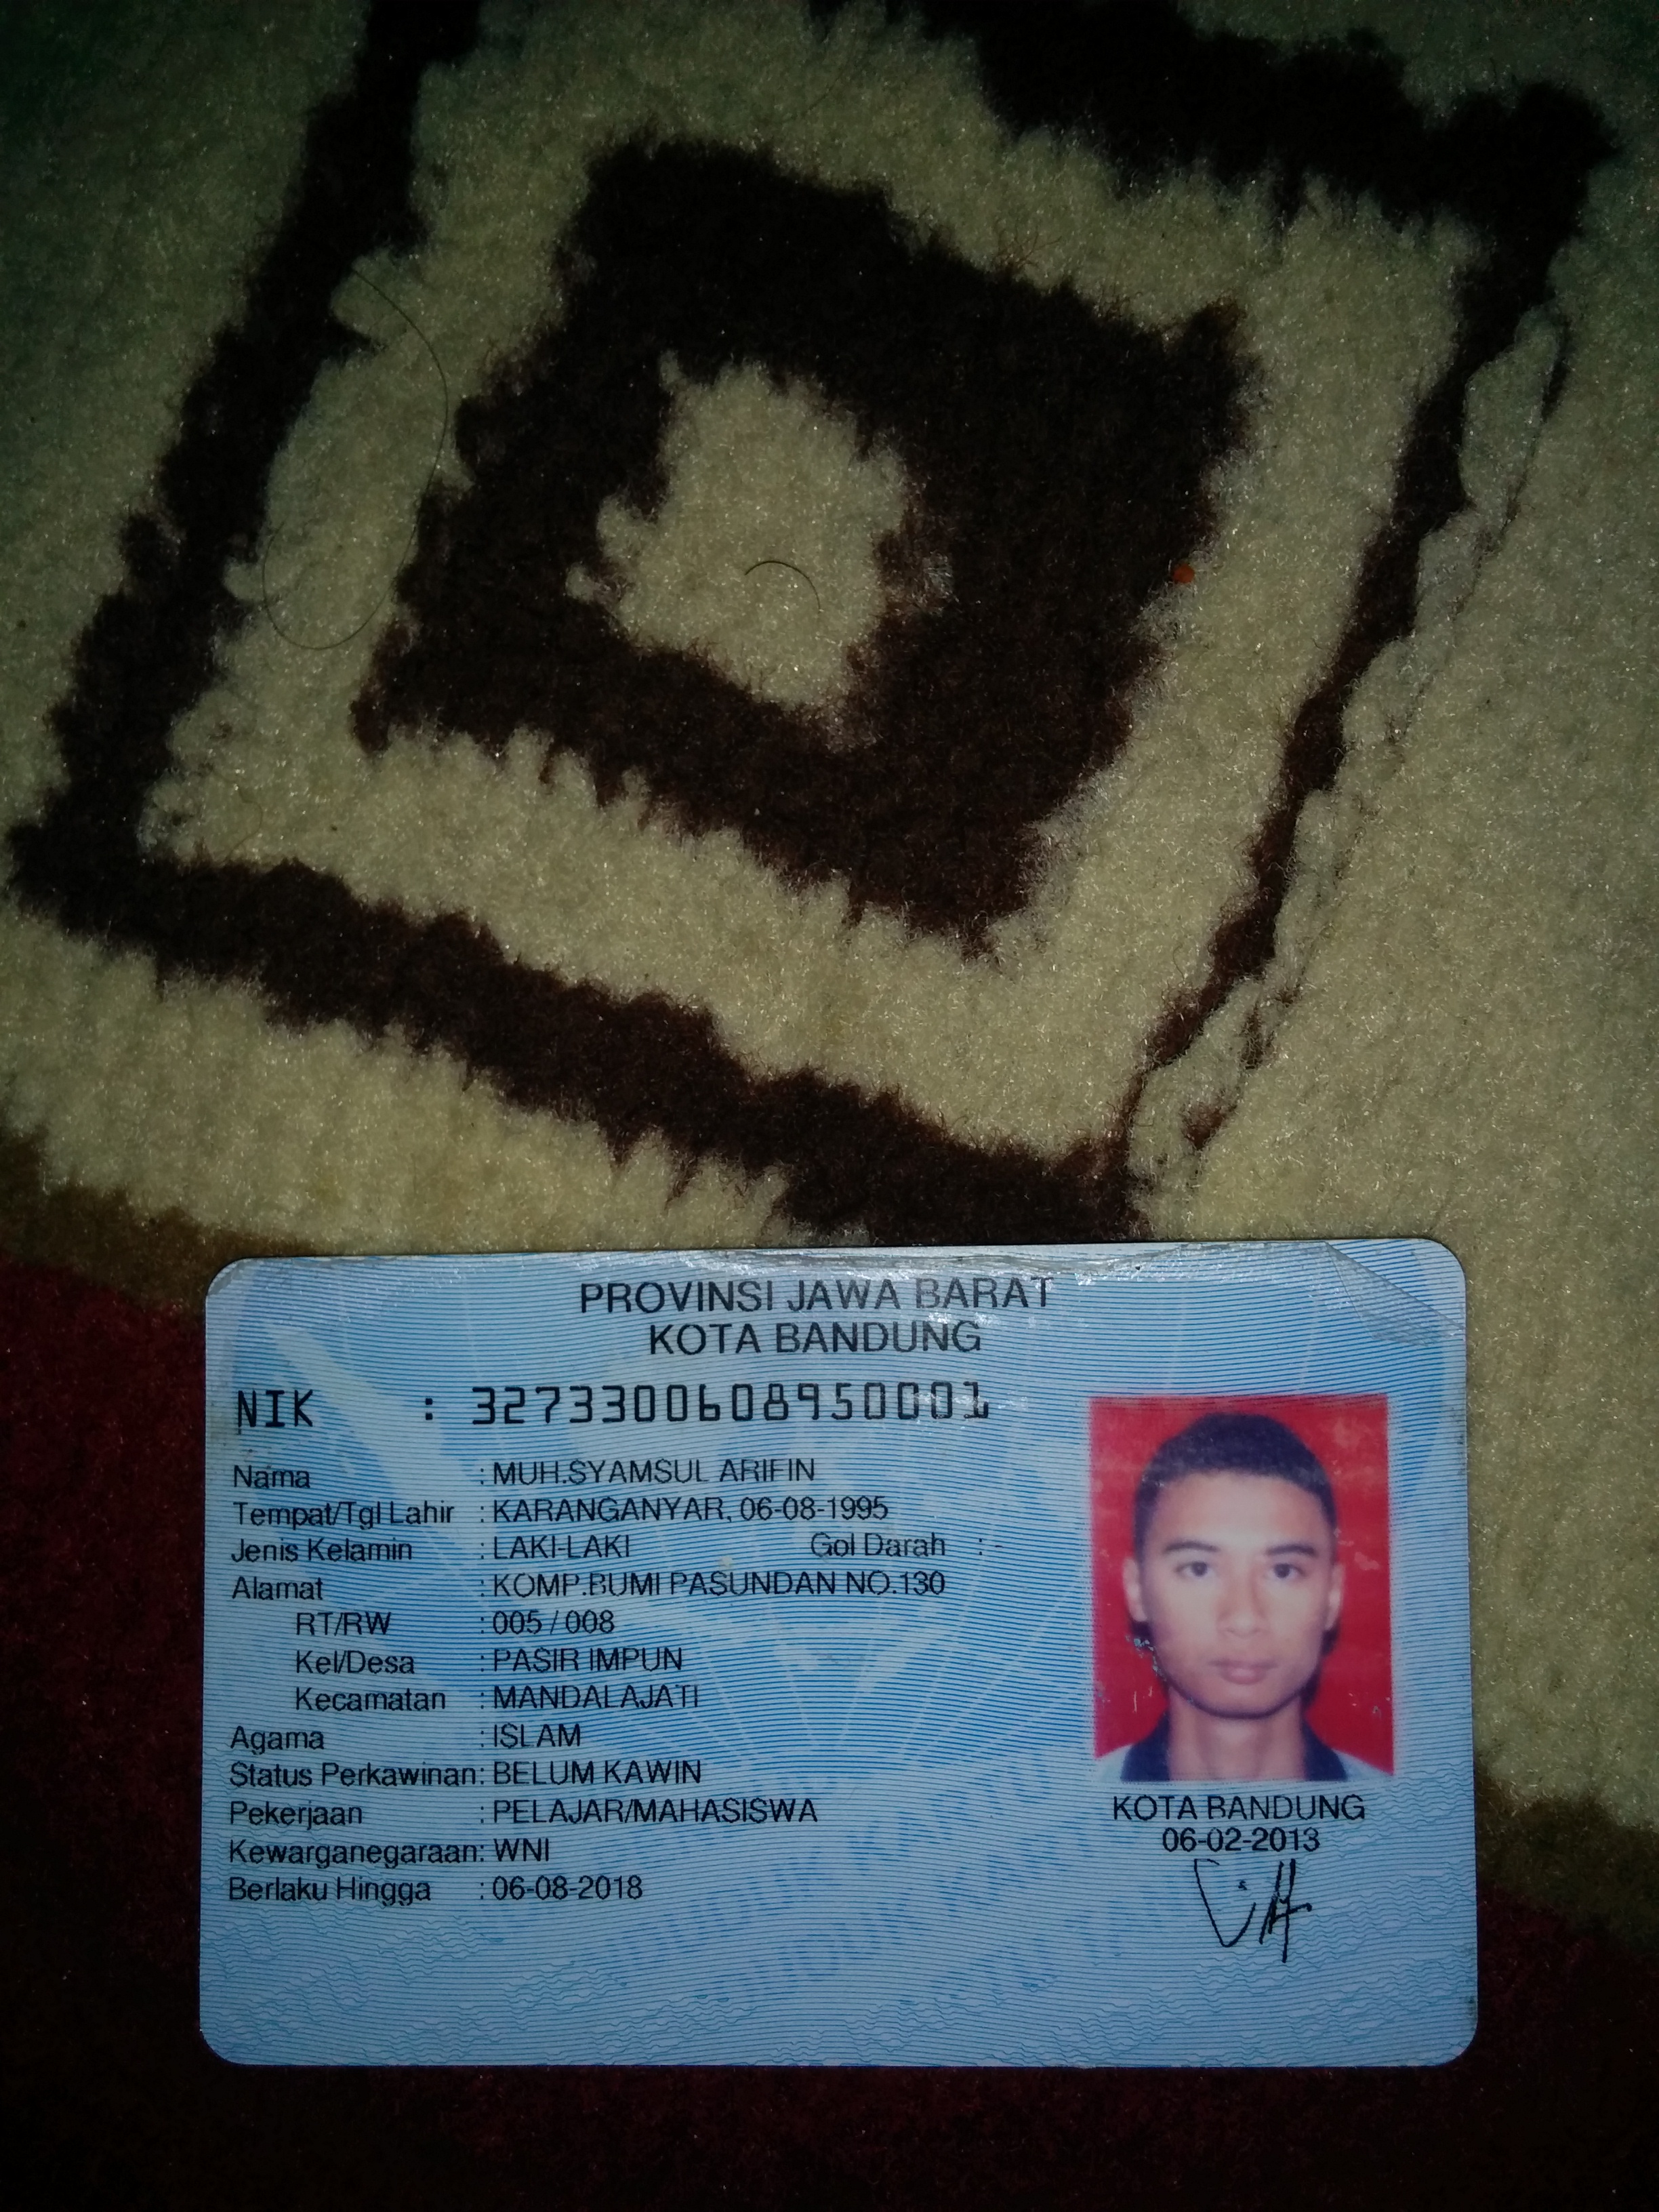 PROVINSI JAWA BARAT
KOTA BANDUNG
NIK : 3273300608950001
Nama : MUH.SYAMSUL ARIFIN
Tempat/Tgl Lahir : KARANGANYAR, 06-08-1995
Jenis Kelamin : LAKI-LAKI Gol Darah : -
Alamat : KOMP.BUMI PASUNDAN NO.130
RT/RW : 005 / 008
Kel/Desa : PASIR IMPUN
Kecamatan : MANDALAJATI
Agama : ISLAM
Status Perkawinan: BELUM KAWIN
Pekerjaan : PELAJAR/MAHASISWA
Kewarganegaraan: WNI
Berlaku Hingga : 06-08-2018
KOTA BANDUNG
06-02-2013